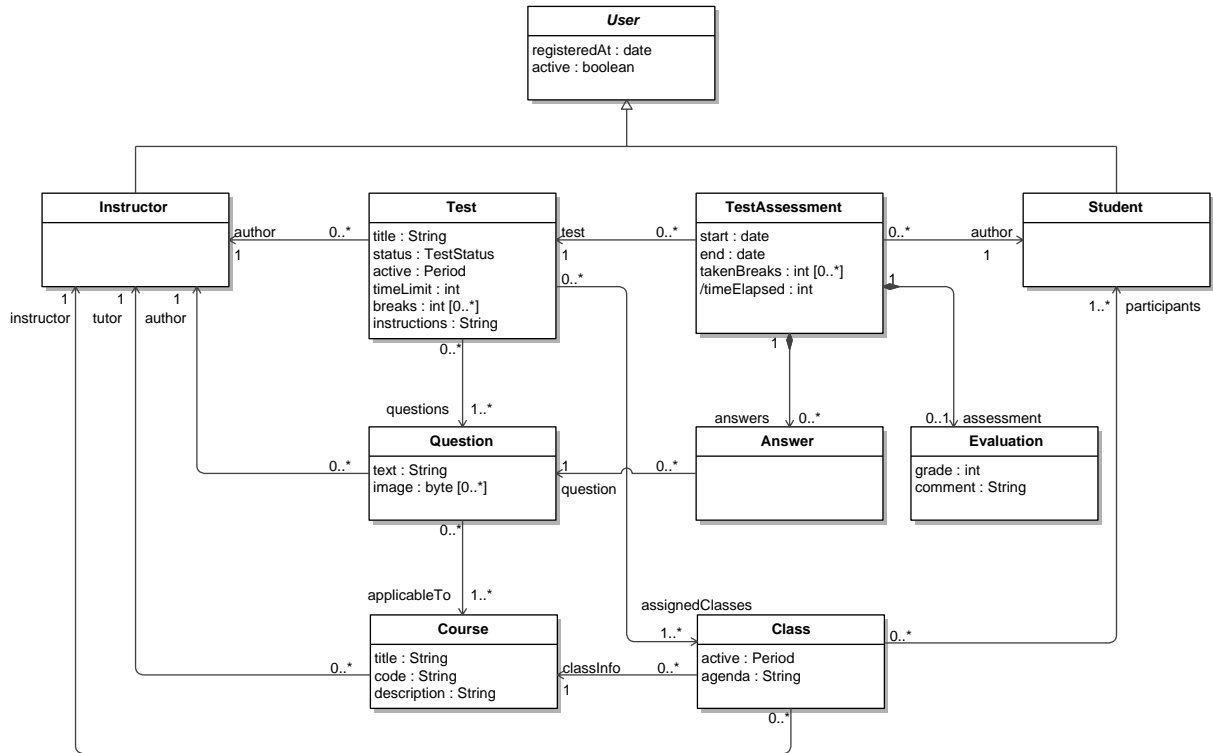 User
registeredAt : date
active : boolean
Instructor
Test
TestAssessment
Student
author
0..*
test
0..*
0..*
author
1
title : String
status : TestStatus
active : Period
timeLimit : int
breaks : int [0..*]
instructions : String
1
0..*
start : date
end : date
takenBreaks : int [0..*]
/timeElapsed : int
1
1
1
1
1
instructor
tutor
author
0..*
1
1..*
participants
questions
1..*
answers
0..*
0..1
assessment
Question
Answer
Evaluation
0..*
text : String
image : byte [0..*]
1
question
0..*
grade : int
comment : String
0..*
applicableTo
1..*
assignedClasses
1..*
Course
Class
0..*
0..*
title : String
code : String
description : String
classInfo
1
0..*
active : Period
agenda : String
0..*